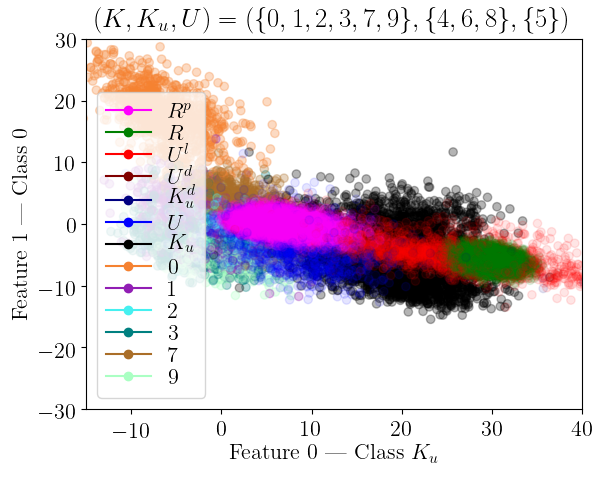 (K, K_u, U) = ({0, 1, 2, 3, 7, 9}, {4, 6, 8}, {5})
Feature 1 — Class 0
30
20
10
0
−10
−20
−30
R^p
R
U^l
U^d
K_u^d
U
K_u
0
1
2
3
7
9
−10 0 10 20 30 40
Feature 0 — Class K_u